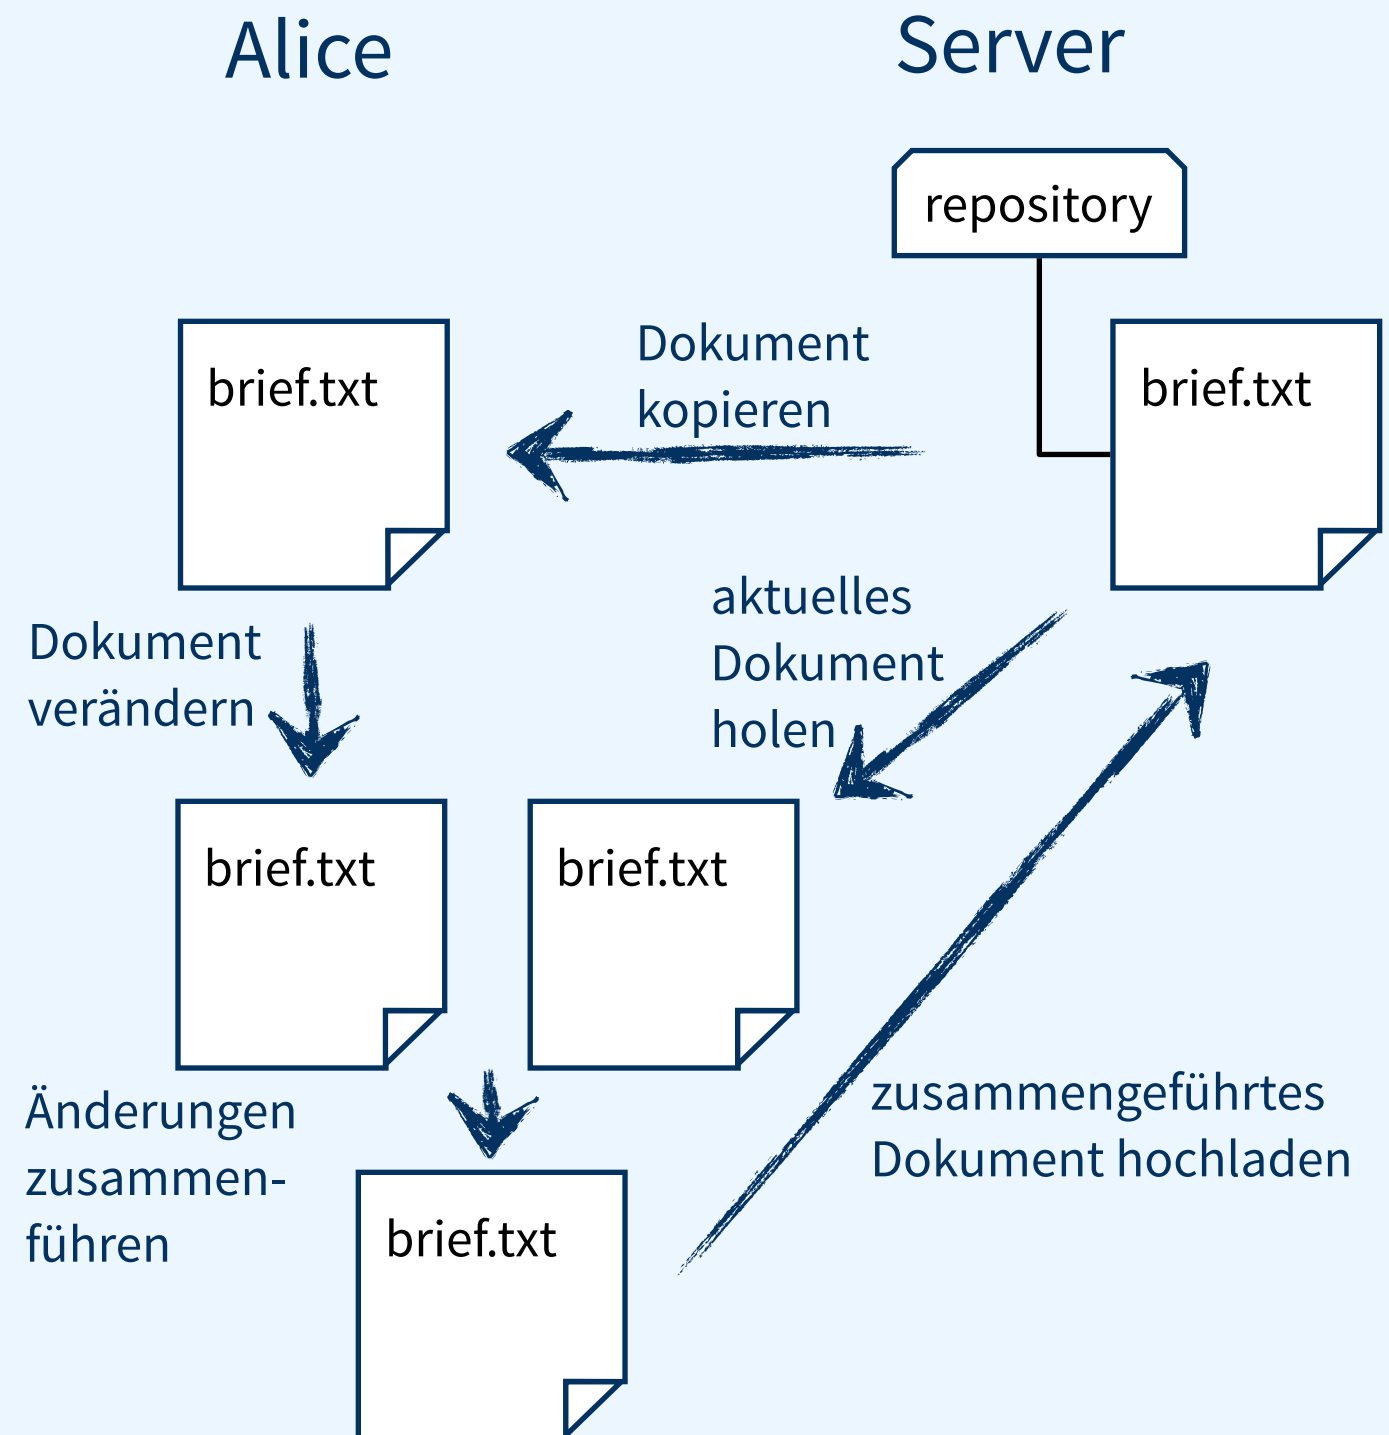 Alice
Server
repository
brief.txt
Dokument
kopieren
brief.txt
Dokument
verändern
aktuelles
Dokument
holen
brief.txt
brief.txt
Änderungen
zusammen-
führen
zusammengeführtes
Dokument hochladen
brief.txt